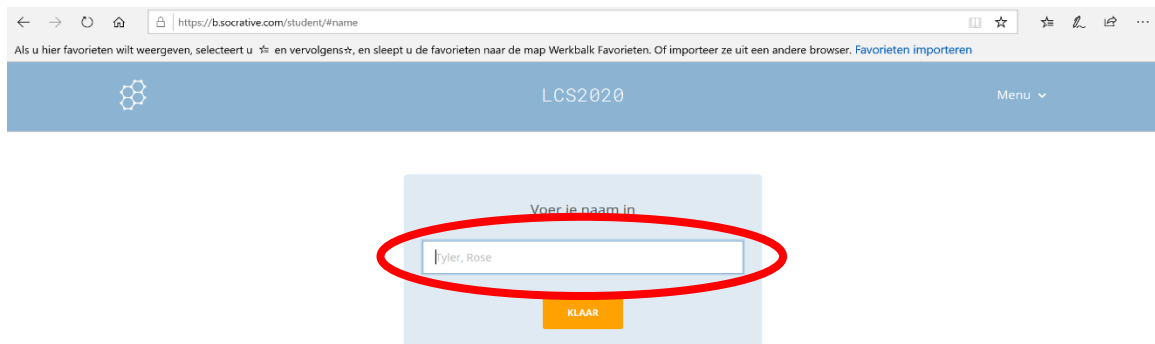 https://b.socrative.com/student/#name
Als u hier favorieten wilt weergeven, selecteert u en vervolgens, en sleept u de favorieten naar de map Werkbalk Favorieten. Of importeer ze uit een andere browser. Favorieten importeren
LCS2020
Menu
Voer je naam in
Tyler, Rose
KLAAR